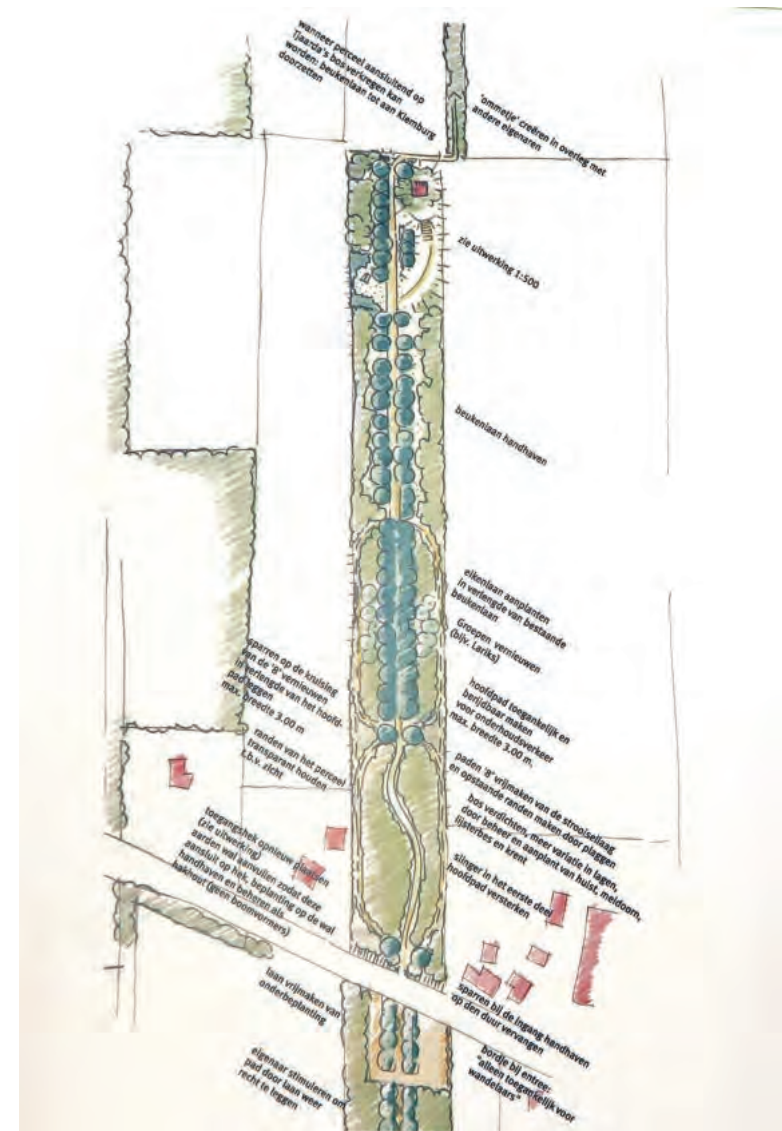 wanneer perceel aansluitend op
Tjaarda's bos verkregen kan
worden: beukenlaan tot aan Klemburg
doorzetten
'ommetje' creëren in overleg met
andere eigenaren
zie uitwerking 1:500
beukenlaan handhaven
eikenlaan aanplanten
in verlengde van bestaande
beukenlaan
Groepen vernieuwen
(bijv. Lariks)
sparren op de kruising
van de '8' vernieuwen
in verlengde van het hoofd-
pad leggen
max. breedte 3.00 m
hoofdpad toegankelijk en
berijdbaar maken
voor onderhoudsverkeer
max. breedte 3.00 m.
randen van het perceel
transparant houden
t.b.v. zicht
paden '8' vrijmaken van de strooisellaag
en opstaande randen maken door plaggen
bos verdichten, meer variatie in lagen,
door beheer en aanplant van hulst, meidoorn,
lijsterbes en krent
toegangshek opnieuw plaatsen
(zie uitwerking)
aarden wal aanvullen zodat deze
aansluit op hek. beplanting op de wal
handhaven en beheren als
hakhout (geen boomvormers)
slinger in het eerste deel
hoofdpad versterken
laan vrijmaken van
onderbeplanting
sparren bij de ingang handhaven
op den duur vervangen
eigenaar stimuleren om
pad door laan weer
recht te leggen
bordje bij entree:
"alleen toegankelijk voor
wandelaars"